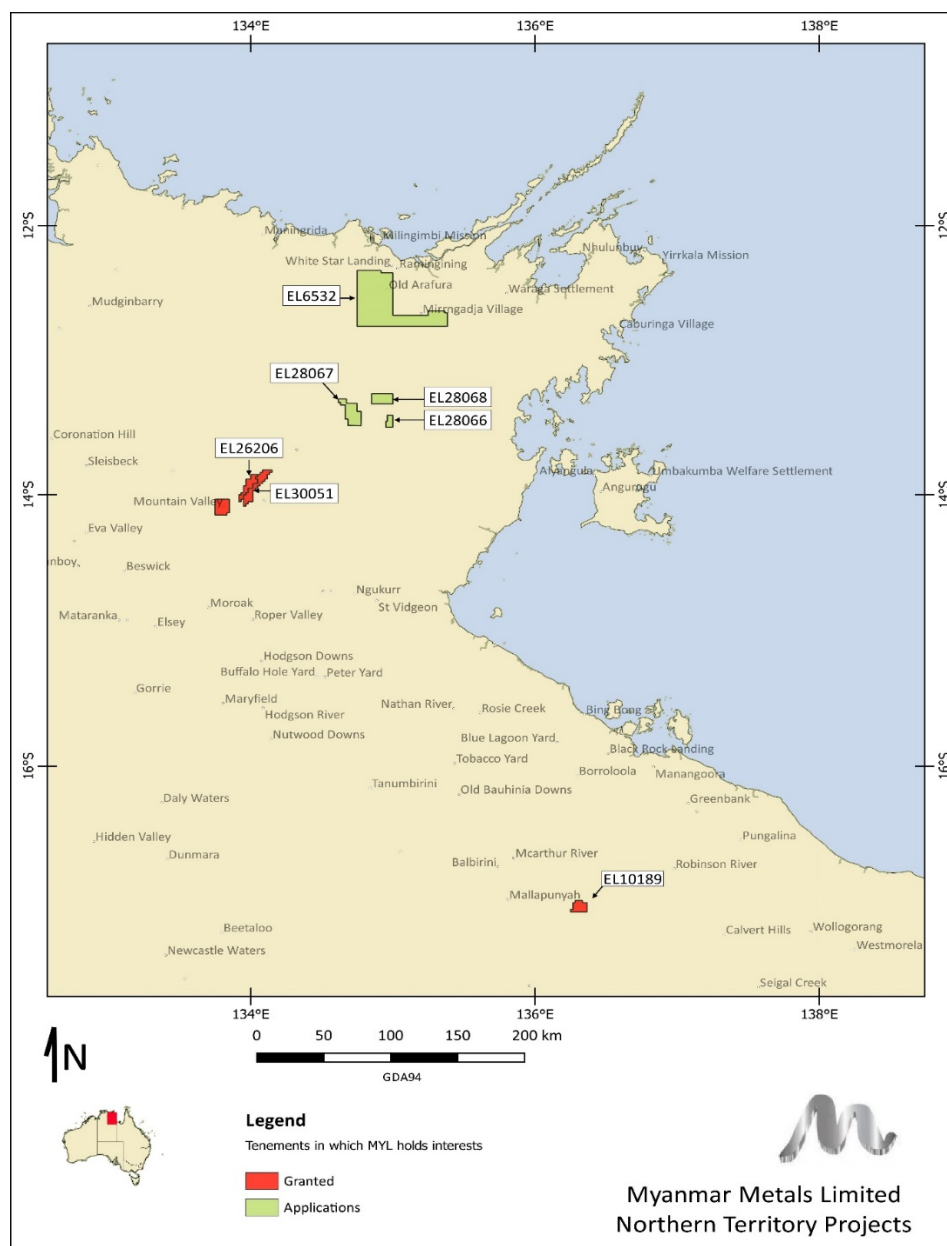 134°E
136°E
138°E
12°S
12°S
Maningrida
Milingimbi Mission
Nhulunbuy
Yirrkala Mission
White Star Landing
Ramingining
Old Arafura
Waraga Settlement
EL6532
Mudginbarry
Mirrngadja Village
Caburinga Village
EL28067
EL28068
EL28066
Coronation Hill
EL26206
Sleisbeck
Alyangula
Umbakumba Welfare Settlement
Angurugu
14°S
14°S
Mountain Valley
EL30051
Eva Valley
nboy
Beswick
Ngukurr
Moroak
St Vidgeon
Mataranka
Elsey
Roper Valley
Hodgson Downs
Buffalo Hole Yard
Peter Yard
Gorrie
Maryfield
Nathan River
Rosie Creek
Bing Bong
Hodgson River
Nutwood Downs
Blue Lagoon Yard
Black Rock Landing
16°S
16°S
Tobacco Yard
Borroloola
Manangoora
Tanumbirini
Old Bauhinia Downs
Daly Waters
Greenbank
Hidden Valley
Pungalina
Dunmara
Balbirini
Mcarthur River
Robinson River
EL10189
Mallapunyah
Beetaloo
Calvert Hills
Wollogorang
Newcastle Waters
Westmorela
Seigal Creek
134°E
136°E
138°E
N
0 50 100 150 200 km
GDA94
Legend
Tenements in which MYL holds interests
Granted
Applications
Myanmar Metals Limited
Northern Territory Projects